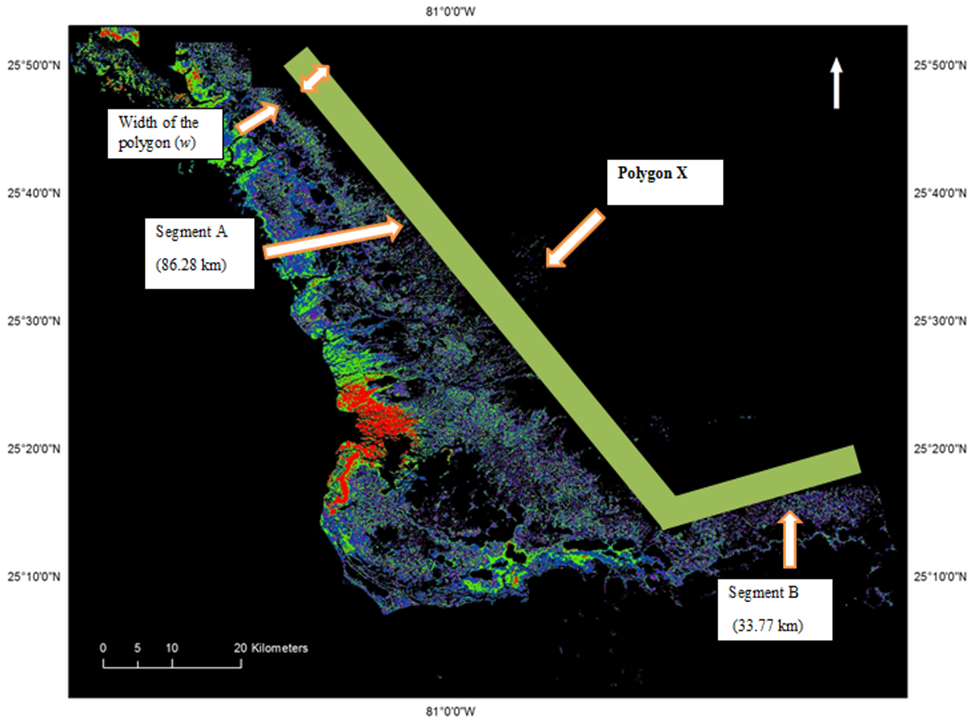 81°0'0"W
25°50'0"N
25°50'0"N
Width of the
polygon (w)
Polygon X
25°40'0"N
25°40'0"N
Segment A
(86.28 km)
25°30'0"N
25°30'0"N
25°20'0"N
25°20'0"N
25°10'0"N
25°10'0"N
Segment B
(33.77 km)
0 5 10 20 Kilometers
81°0'0"W